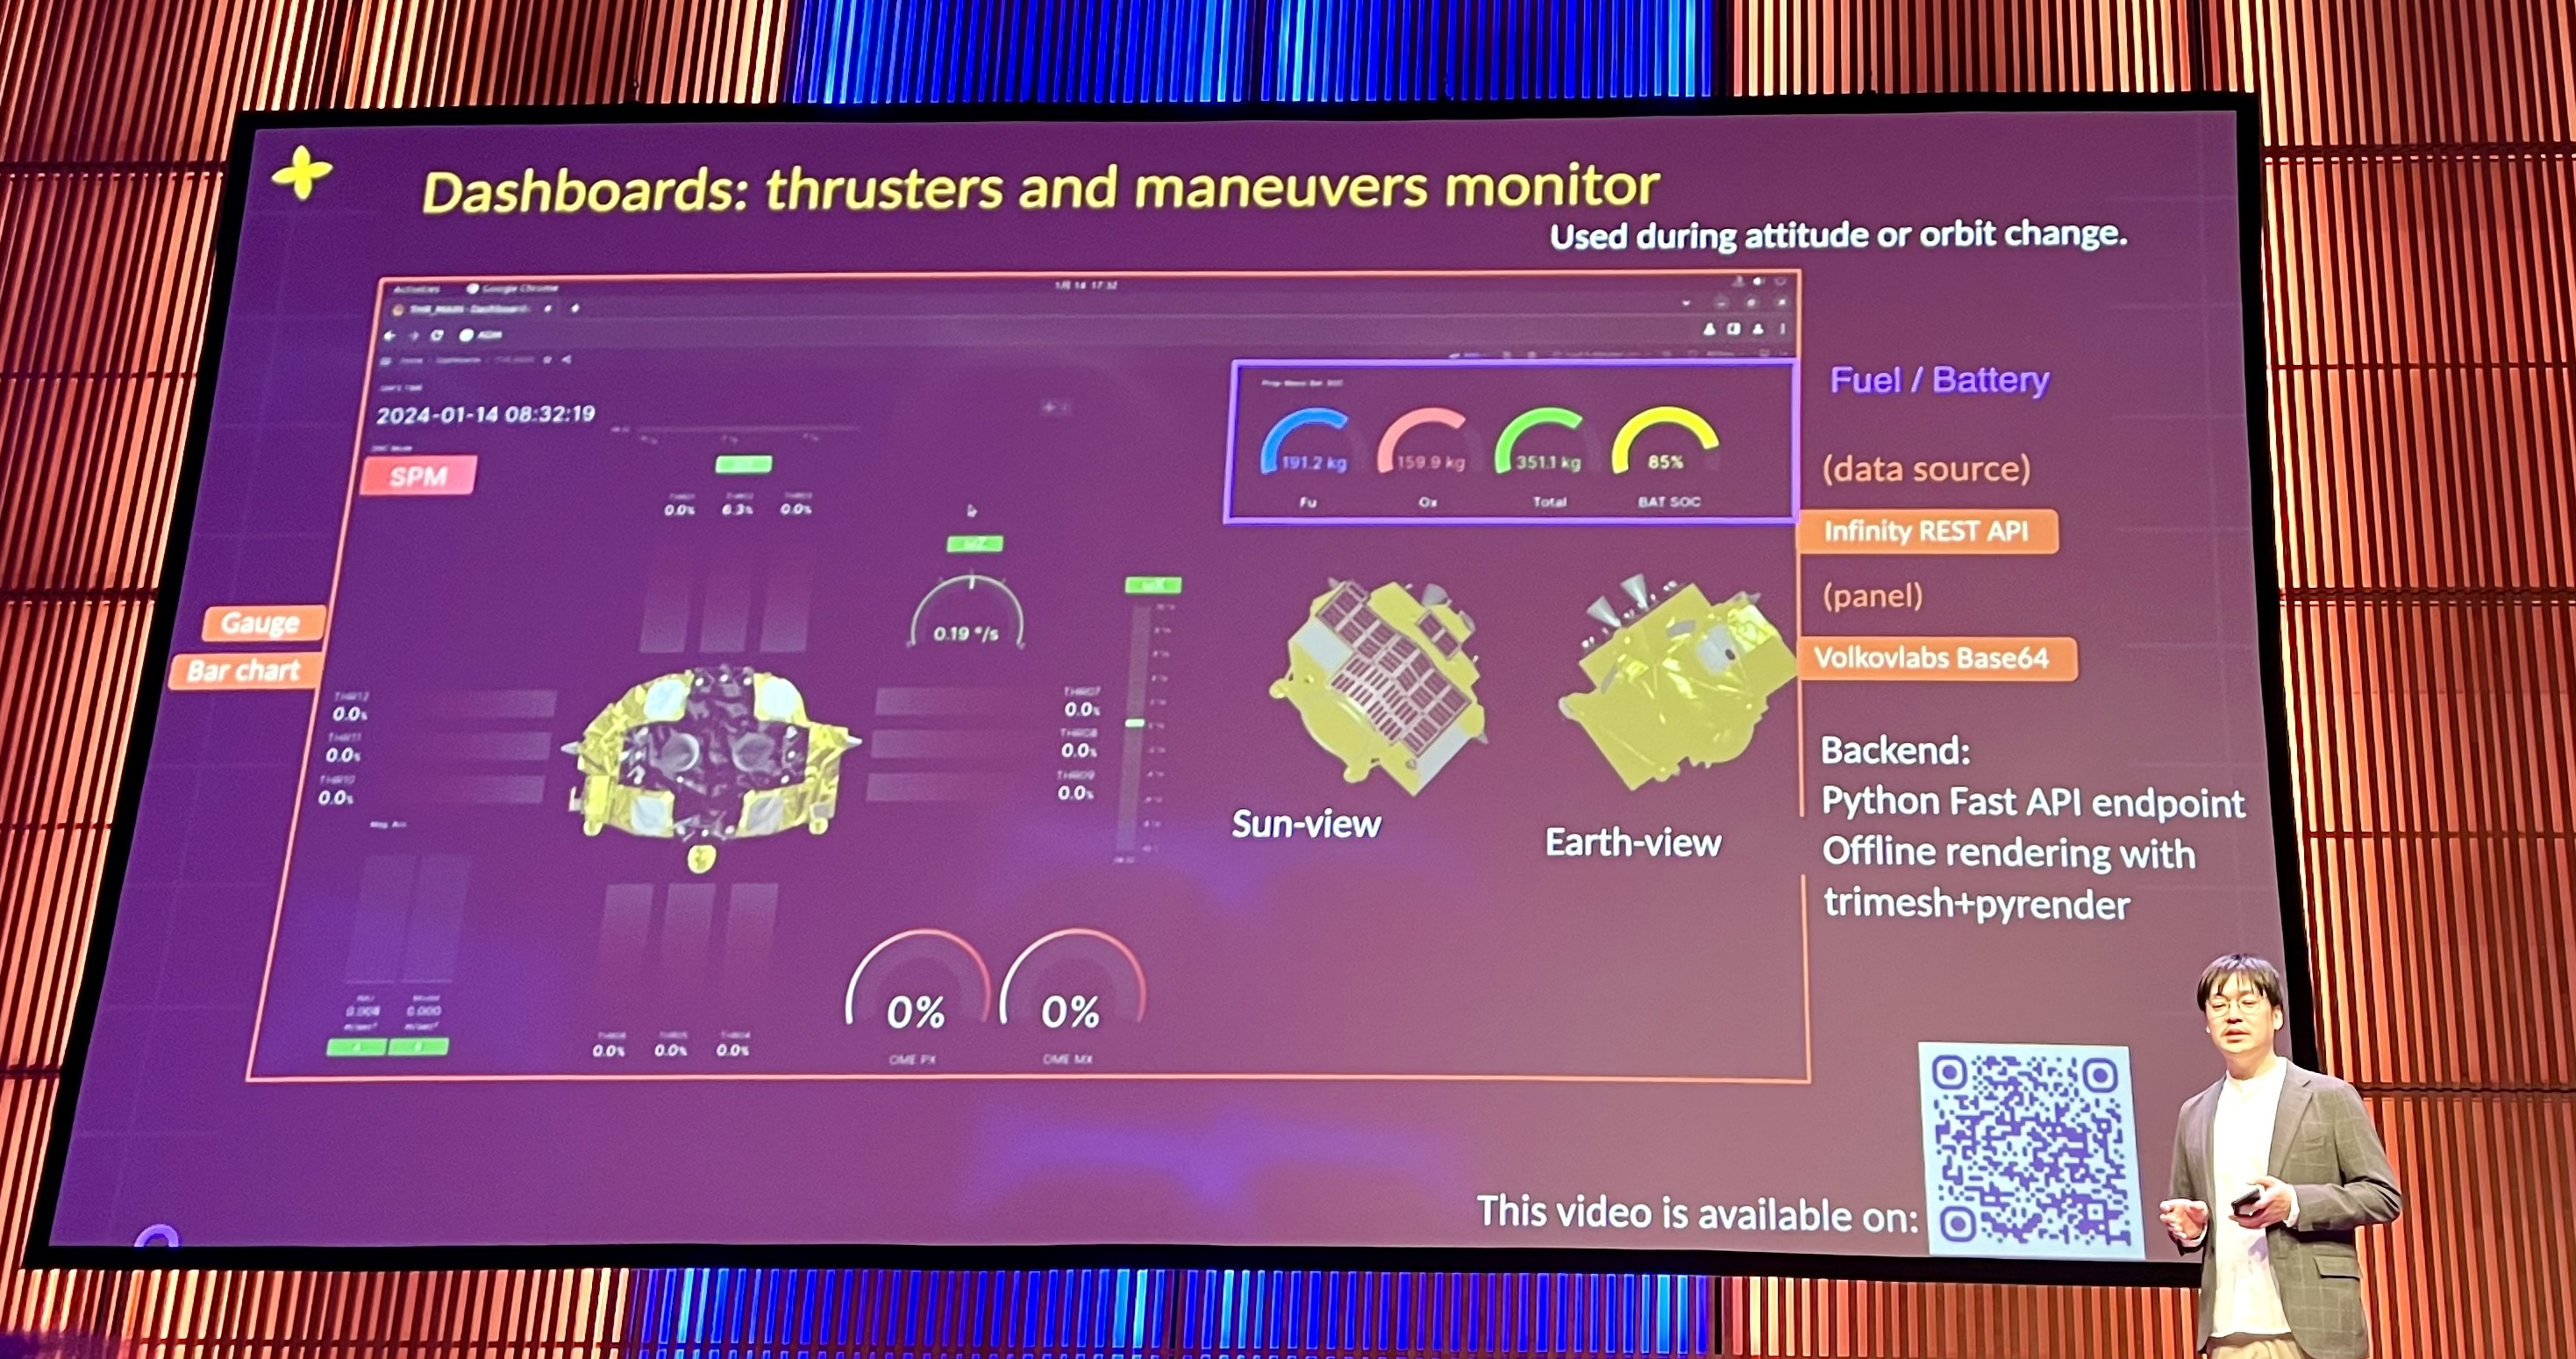 Dashboards: thrusters and maneuvers monitor
Used during attitude or orbit change.
Activities Google Chrome
2024-01-14 08:32:19
SPM
0.0% 6.3% 0.0%
191.2 kg 159.9 kg 351.1 kg 85%
Fu Ox Total BAT SOC
Fuel / Battery
(data source)
Infinity REST API
(panel)
Volkovlabs Base64
Gauge
Bar chart
0.19 °/s
THR12
0.0%
THR11
0.0%
THR10
0.0%
THR07
0.0%
THR08
0.0%
THR09
0.0%
Sun-view
Earth-view
Backend:
Python Fast API endpoint
Offline rendering with
trimesh+pyrender
0.0% 0.0% 0.0%
0% 0%
OME PX OME MX
This video is available on: